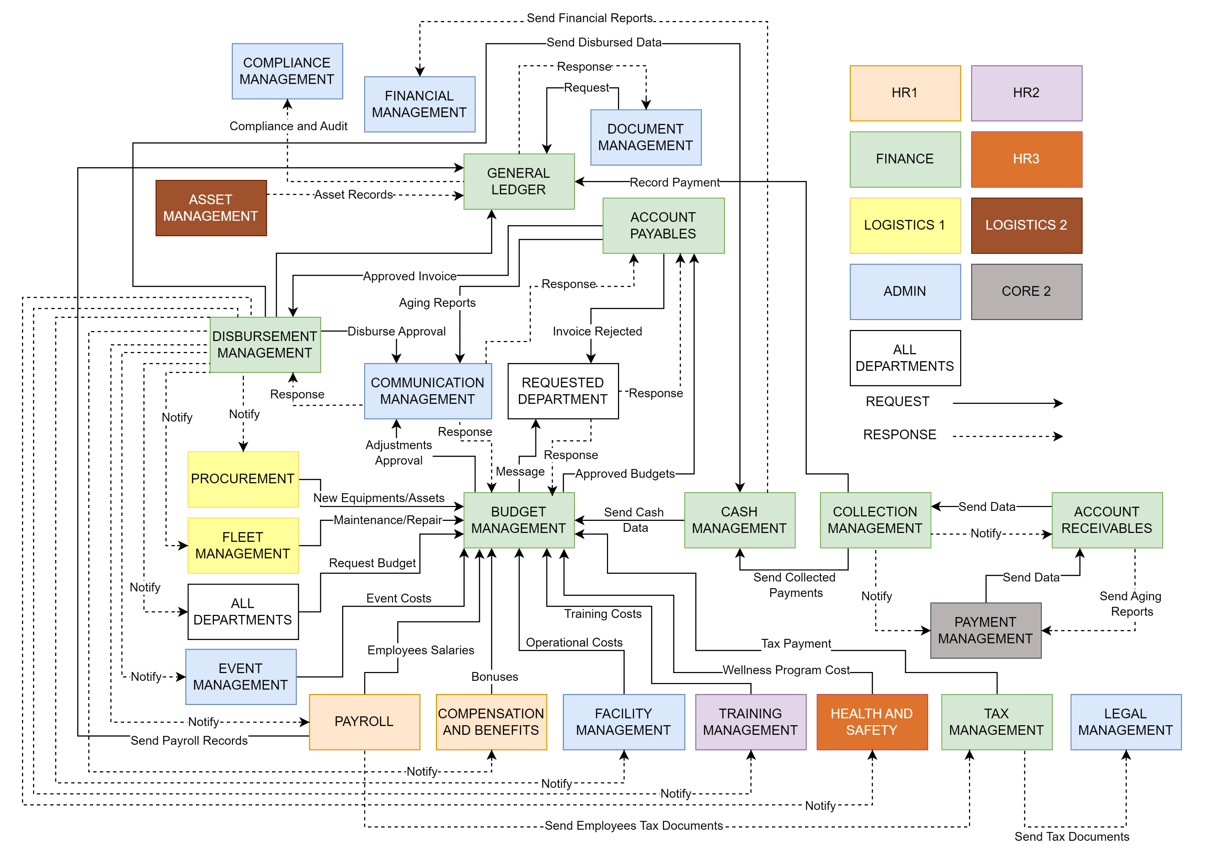 Send Financial Reports
Send Disbursed Data
COMPLIANCE
MANAGEMENT
FINANCIAL
MANAGEMENT
Response
Request
DOCUMENT
MANAGEMENT
Compliance and Audit
GENERAL
LEDGER
Record Payment
ASSET
MANAGEMENT
Asset Records
ACCOUNT
PAYABLES
HR1
HR2
FINANCE
HR3
LOGISTICS 1
LOGISTICS 2
ADMIN
CORE 2
ALL
DEPARTMENTS
REQUEST
RESPONSE
Approved Invoice
Response
Aging Reports
DISBURSEMENT
MANAGEMENT
Disburse Approval
Invoice Rejected
COMMUNICATION
MANAGEMENT
REQUESTED
DEPARTMENT
Response
Response
Notify
Notify
Adjustments
Approval
Response
Response
Message
Approved Budgets
PROCUREMENT
New Equipments/Assets
BUDGET
MANAGEMENT
Send Cash
Data
CASH
MANAGEMENT
COLLECTION
MANAGEMENT
Send Data
ACCOUNT
RECEIVABLES
Notify
FLEET
MANAGEMENT
Maintenance/Repair
Request Budget
Send Collected
Payments
Send Data
Notify
Send Aging
Reports
Notify
ALL
DEPARTMENTS
Event Costs
Training Costs
PAYMENT
MANAGEMENT
Employees Salaries
Operational Costs
Tax Payment
EVENT
MANAGEMENT
Notify
Bonuses
Wellness Program Cost
PAYROLL
COMPENSATION
AND BENEFITS
FACILITY
MANAGEMENT
TRAINING
MANAGEMENT
HEALTH AND
SAFETY
TAX
MANAGEMENT
LEGAL
MANAGEMENT
Notify
Send Payroll Records
Notify
Notify
Notify
Notify
Send Employees Tax Documents
Send Tax Documents